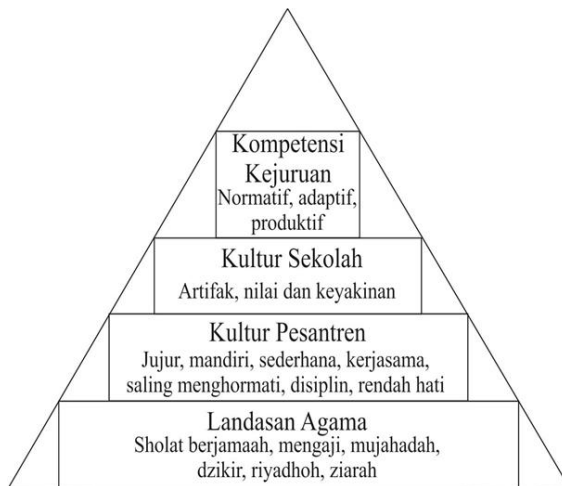 Kompetensi
Kejuruan
Normatif, adaptif,
produktif
Kultur Sekolah
Artifak, nilai dan keyakinan
Kultur Pesantren
Jujur, mandiri, sederhana, kerjasama,
saling menghormati, disiplin, rendah hati
Landasan Agama
Sholat berjamaah, mengaji, mujahadah,
dzikir, riyadhoh, ziarah